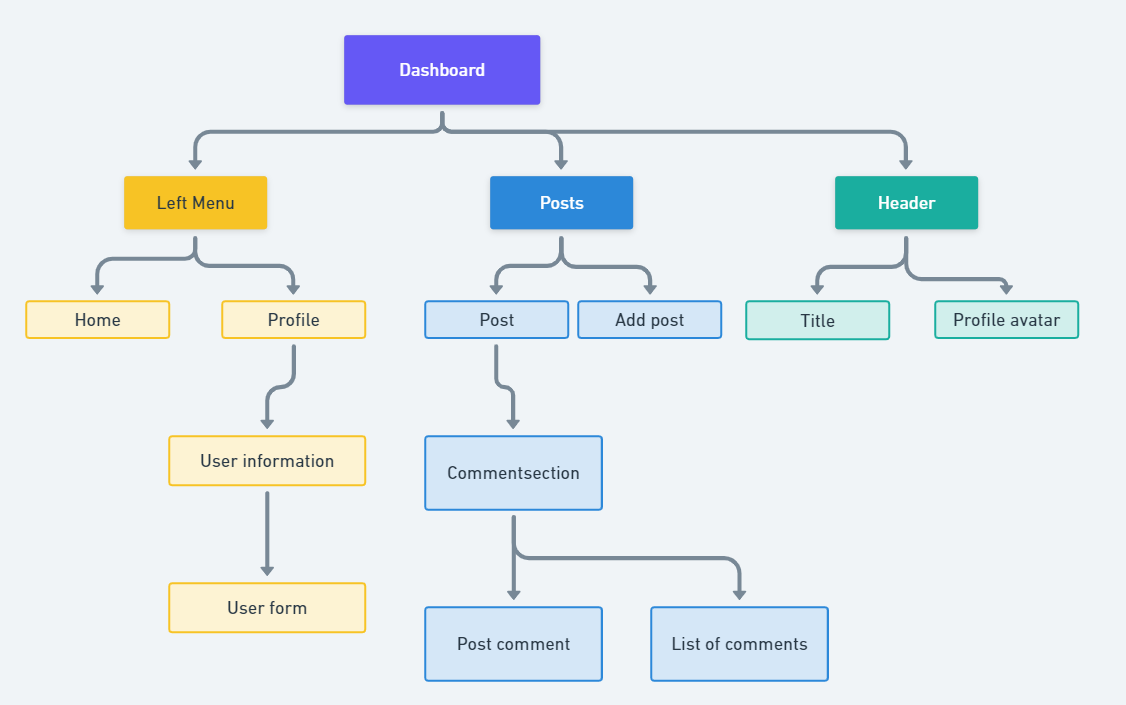 Dashboard
Left Menu
Posts
Header
Home
Profile
Post
Add post
Title
Profile avatar
User information
Commentsection
User form
Post comment
List of comments